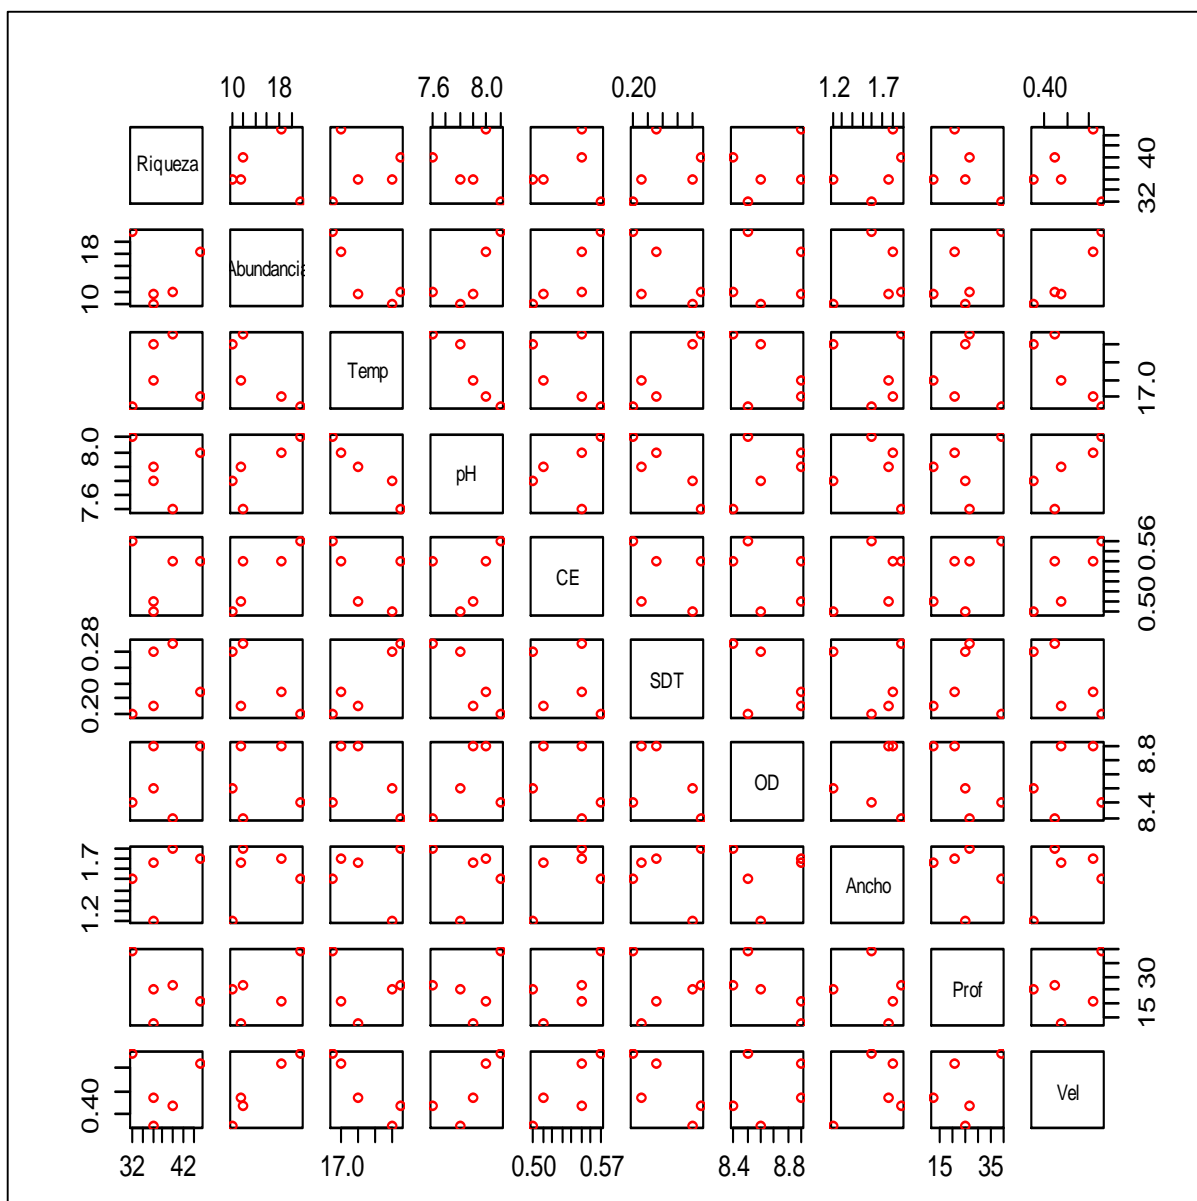 10 18 7.6 8.0 0.20 1.2 1.7 0.40
Riqueza 32 40
10 18 Abundancia
Temp 17.0
7.6 8.0 pH
CE 0.50 0.56
0.20 0.28 SDT
OD 8.4 8.8
1.2 1.7 Ancho
Prof 15 30
0.40 Vel
32 42 17.0 0.50 0.57 8.4 8.8 15 35